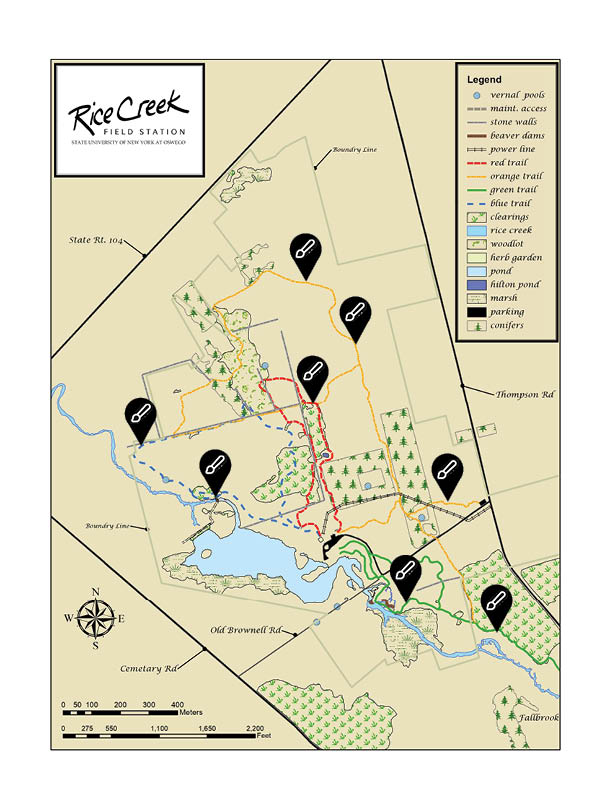 Rice Creek
FIELD STATION
STATE UNIVERSITY OF NEW YORK AT OSWEGO
Legend
vernal pools
maint. access
stone walls
beaver dams
power line
red trail
orange trail
green trail
blue trail
clearings
rice creek
woodlot
herb garden
pond
hilton pond
marsh
parking
conifers
Boundry Line
State Rt. 104
Thompson Rd
Boundry Line
N
W E
S
Old Brownell Rd
Cemetary Rd
0 50 100 200 300 400
Meters
0 275 550 1,100 1,650 2,200
Feet
Fallbrook